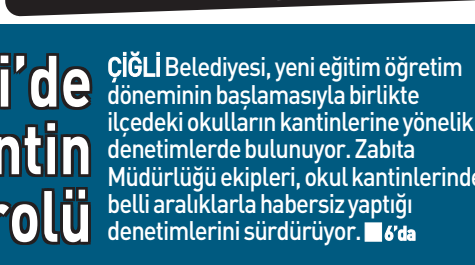 i’de
ntin
rolü
ÇİĞLİ Belediyesi, yeni eğitim öğretim
döneminin başlamasıyla birlikte
ilçedeki okulların kantinlerine yönelik
denetimlerde bulunuyor. Zabıta
Müdürlüğü ekipleri, okul kantinlerinde
belli aralıklarla habersiz yaptığı
denetimlerini sürdürüyor. ■ 6’da